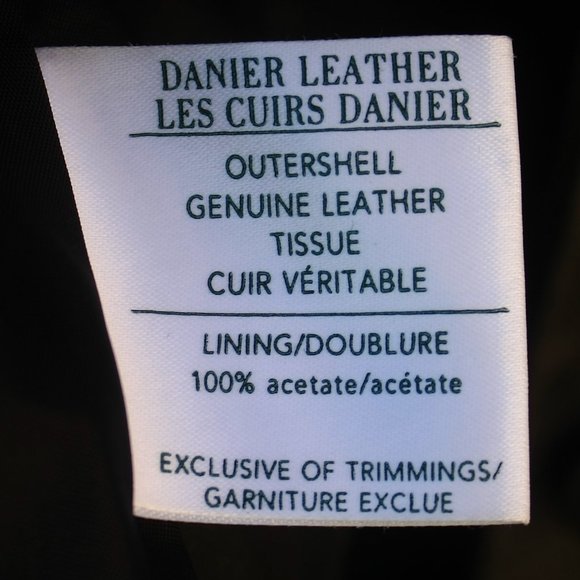 DANIER LEATHER
LES CUIRS DANIER
OUTERSHELL
GENUINE LEATHER
TISSUE
CUIR VÉRITABLE
LINING/DOUBLURE
100% acetate/acétate
EXCLUSIVE OF TRIMMINGS/
GARNITURE EXCLUE